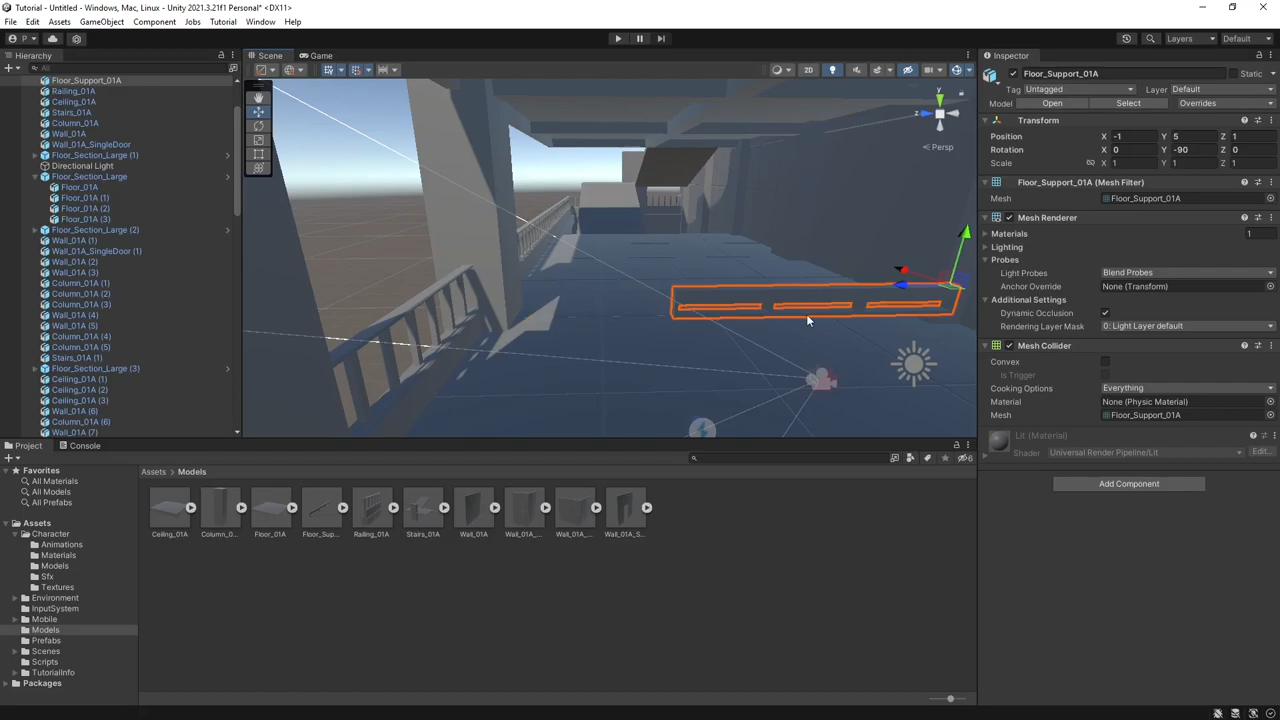 Tutorial - Untitled - Windows, Mac, Linux - Unity 2021.3.21f1 Personal* <DX11>
File Edit Assets GameObject Component Jobs Tutorial Window Help
P Layers Default
Hierarchy
All
Floor_Support_01A
Railing_01A
Ceiling_01A
Stairs_01A
Column_01A
Wall_01A
Wall_01A_SingleDoor
Floor_Section_Large (1)
Directional Light
Floor_Section_Large
Floor_01A
Floor_01A (1)
Floor_01A (2)
Floor_01A (3)
Floor_Section_Large (2)
Wall_01A (1)
Wall_01A_SingleDoor (1)
Wall_01A (2)
Wall_01A (3)
Column_01A (1)
Column_01A (2)
Column_01A (3)
Wall_01A (4)
Wall_01A (5)
Column_01A (4)
Column_01A (5)
Stairs_01A (1)
Floor_Section_Large (3)
Ceiling_01A (1)
Ceiling_01A (2)
Ceiling_01A (3)
Wall_01A (6)
Column_01A (6)
Wall_01A (7)
Scene Game
2D
y
z
Persp
Inspector
Floor_Support_01A Static
Tag Untagged Layer Default
Model Open Select Overrides
Transform
Position X -1 Y 5 Z 1
Rotation X 0 Y -90 Z 0
Scale X 1 Y 1 Z 1
Floor_Support_01A (Mesh Filter)
Mesh Floor_Support_01A
Mesh Renderer
Materials 1
Lighting
Probes
Light Probes Blend Probes
Anchor Override None (Transform)
Additional Settings
Dynamic Occlusion
Rendering Layer Mask 0: Light Layer default
Mesh Collider
Convex
Is Trigger
Cooking Options Everything
Material None (Physic Material)
Mesh Floor_Support_01A
Lit (Material)
Shader Universal Render Pipeline/Lit Edit...
Add Component
Project Console
6
Favorites
All Materials
All Models
All Prefabs
Assets
Character
Animations
Materials
Models
Sfx
Textures
Environment
InputSystem
Mobile
Models
Prefabs
Scenes
Scripts
TutorialInfo
Packages
Assets > Models
Ceiling_01A Column_0... Floor_01A Floor_Sup... Railing_01A Stairs_01A Wall_01A Wall_01A_... Wall_01A_... Wall_01A_S...